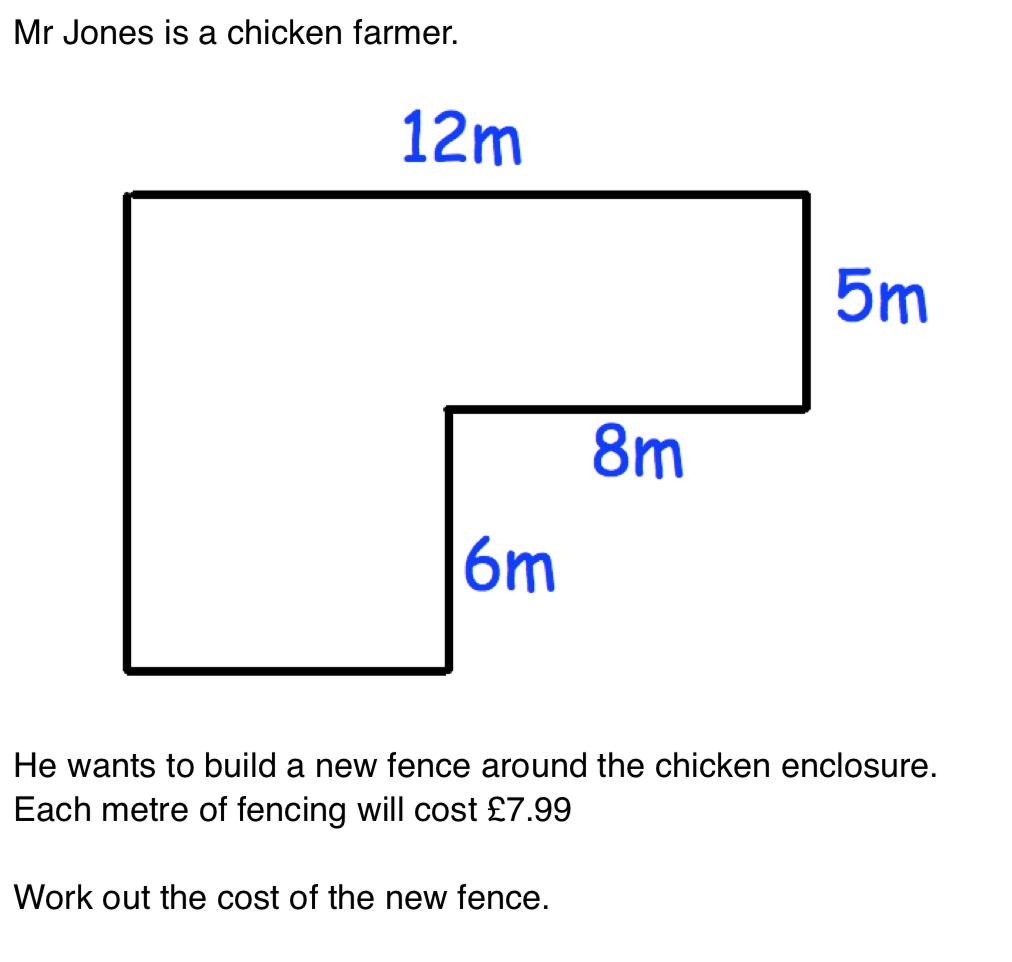 Mr Jones is a chicken farmer.
12m
5m
8m
6m
He wants to build a new fence around the chicken enclosure.
Each metre of fencing will cost £7.99
Work out the cost of the new fence.